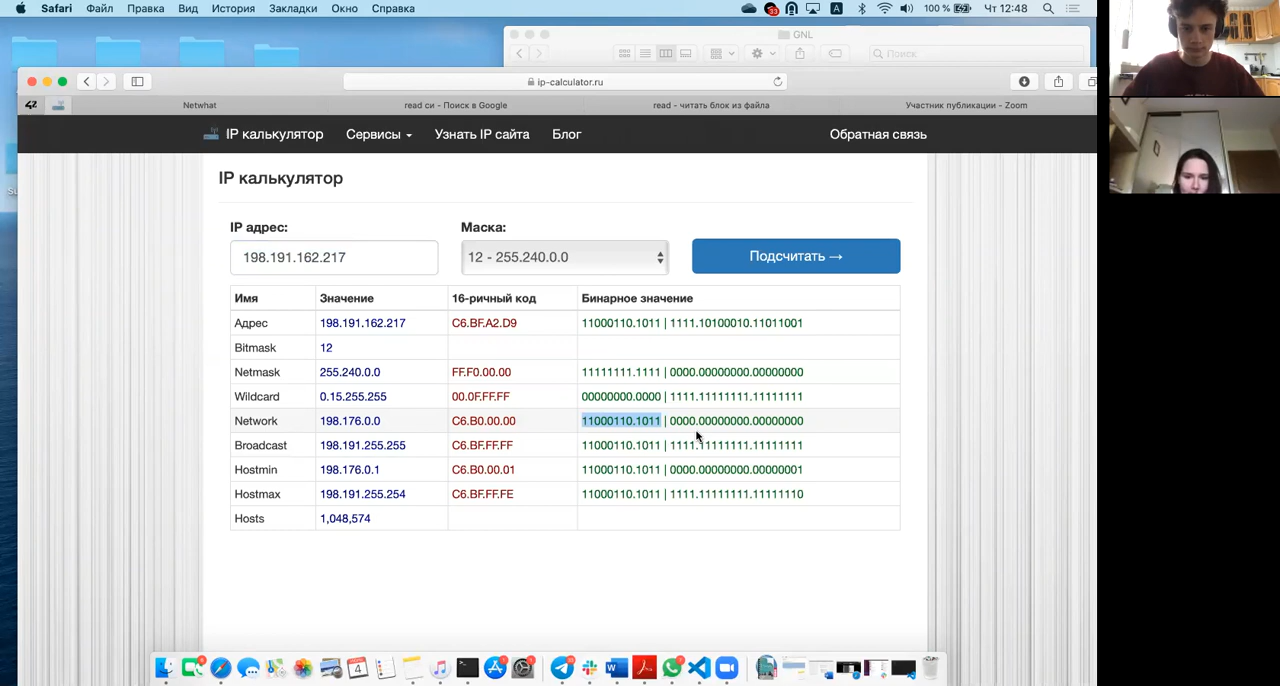 Safari Файл Правка Вид История Закладки Окно Справка 33 A 100 % Чт 12:48
GNL
Поиск
ip-calculator.ru
42 Netwhat read си - Поиск в Google read - читать блок из файла Участник публикации - Zoom
IP калькулятор Сервисы Узнать IP сайта Блог Обратная связь
IP калькулятор
IP адрес: Маска:
198.191.162.217 12 - 255.240.0.0 Подсчитать →
Имя Значение 16-ричный код Бинарное значение
Адрес 198.191.162.217 C6.BF.A2.D9 11000110.1011 | 1111.10100010.11011001
Bitmask 12
Netmask 255.240.0.0 FF.F0.00.00 11111111.1111 | 0000.00000000.00000000
Wildcard 0.15.255.255 00.0F.FF.FF 00000000.0000 | 1111.11111111.11111111
Network 198.176.0.0 C6.B0.00.00 11000110.1011 | 0000.00000000.00000000
Broadcast 198.191.255.255 C6.BF.FF.FF 11000110.1011 | 1111.11111111.11111111
Hostmin 198.176.0.1 C6.B0.00.01 11000110.1011 | 0000.00000000.00000001
Hostmax 198.191.255.254 C6.BF.FF.FE 11000110.1011 | 1111.11111111.11111110
Hosts 1,048,574
4